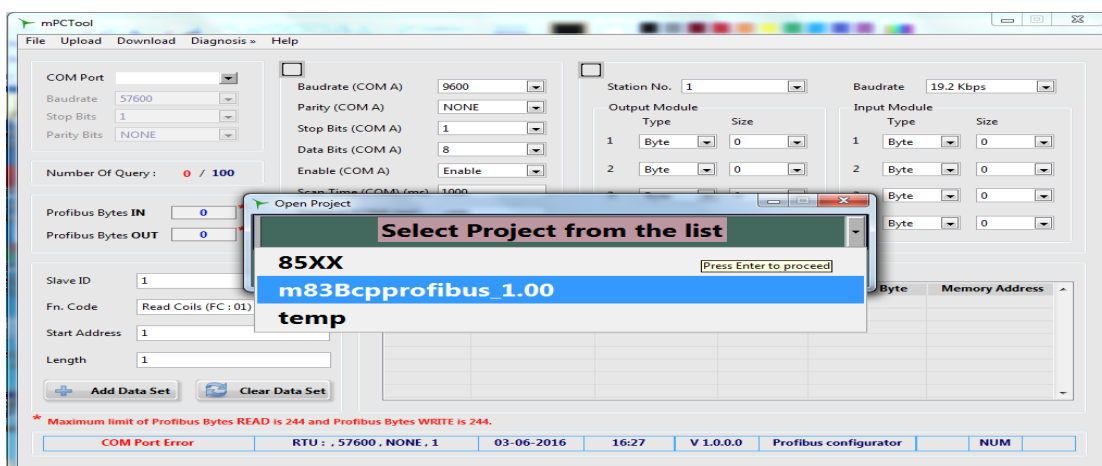 mPCTool
File Upload Download Diagnosis » Help
COM Port
Baudrate 57600
Stop Bits 1
Parity Bits NONE
Number Of Query : 0 / 100
Profibus Bytes IN 0 *
Profibus Bytes OUT 0 *
Baudrate (COM A) 9600
Parity (COM A) NONE
Stop Bits (COM A) 1
Data Bits (COM A) 8
Enable (COM A) Enable
Scan Time (COM) (ms) 1000
Station No. 1
Baudrate 19.2 Kbps
Output Module
Type Size
1 Byte 0
2 Byte 0
Input Module
Type Size
1 Byte 0
2 Byte 0
Byte 0
Byte 0
Open Project
Select Project from the list
85XX
Press Enter to proceed
m83Bcpprofibus_1.00
temp
Slave ID 1
Fn. Code Read Coils (FC : 01)
Start Address 1
Length 1
Add Data Set Clear Data Set
Byte Memory Address
* Maximum limit of Profibus Bytes READ is 244 and Profibus Bytes WRITE is 244.
COM Port Error RTU : , 57600 , NONE , 1 03-06-2016 16:27 V 1.0.0.0 Profibus configurator NUM